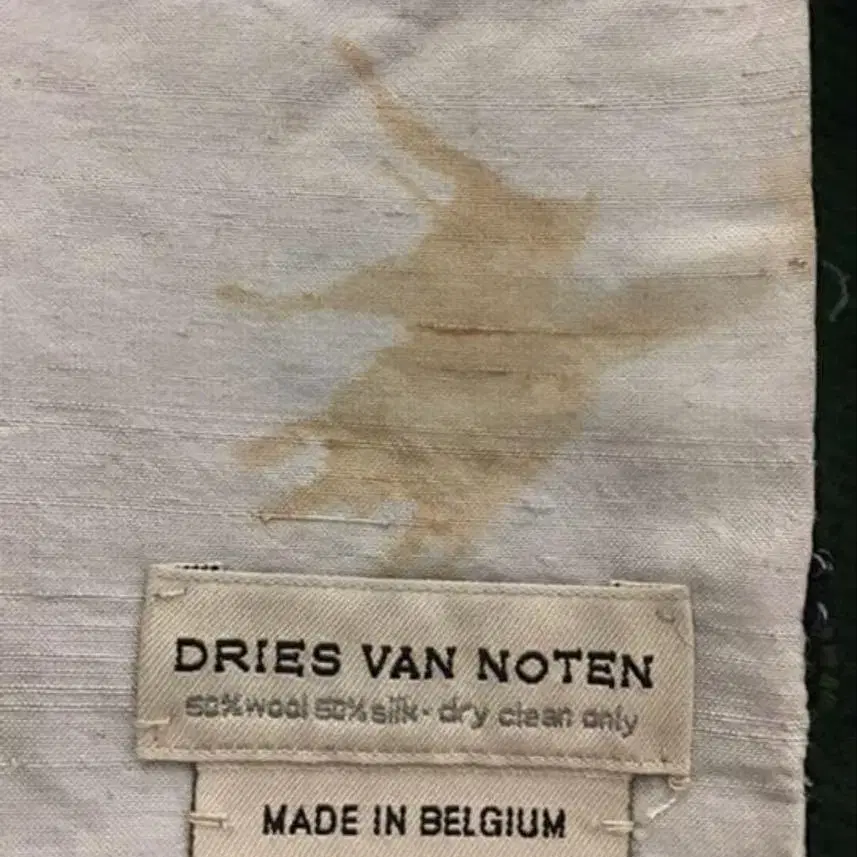 DRIES VAN NOTEN
50% wool 50% silk - dry clean only
MADE IN BELGIUM